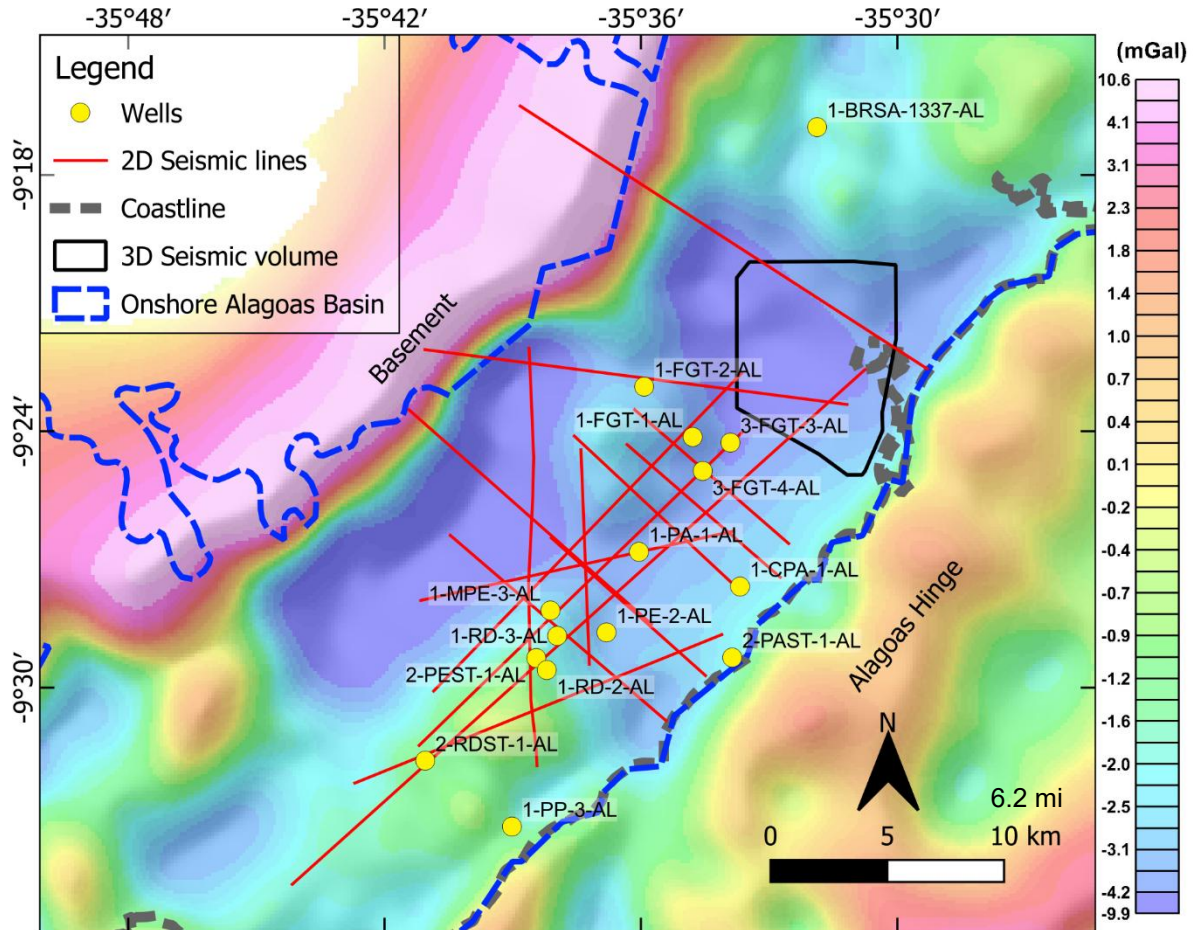 -35°48′
-35°42′
-35°36′
-35°30′
(mGal)
Legend
Wells
2D Seismic lines
Coastline
3D Seismic volume
Onshore Alagoas Basin
-9°18′
-9°24′
-9°30′
1-BRSA-1337-AL
Basement
1-FGT-2-AL
1-FGT-1-AL
3-FGT-3-AL
3-FGT-4-AL
1-PA-1-AL
1-CPA-1-AL
1-MPE-3-AL
1-PE-2-AL
1-RD-3-AL
2-PAST-1-AL
2-PEST-1-AL
1-RD-2-AL
Alagoas Hinge
2-RDST-1-AL
1-PP-3-AL
N
6.2 mi
0 5 10 km
10.6
4.1
3.1
2.3
1.8
1.4
1.0
0.7
0.4
0.1
-0.2
-0.4
-0.7
-0.9
-1.2
-1.6
-2.0
-2.5
-3.2
-4.2
-9.9